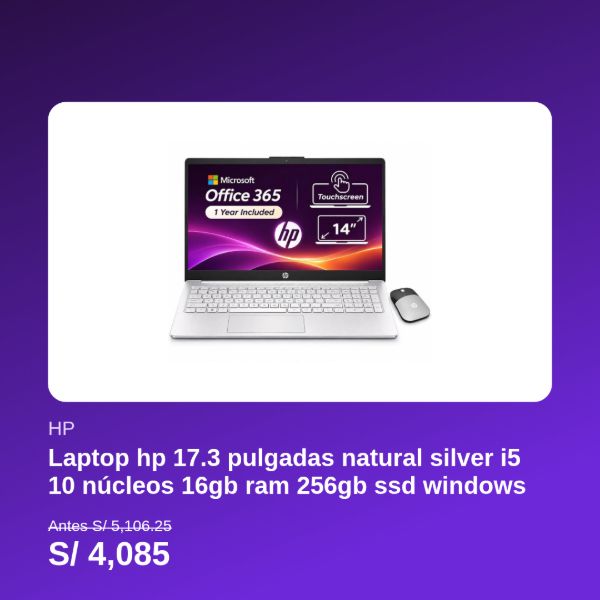 Microsoft
Office 365
1 Year Included
Touchscreen
hp
14"
hp
HP
Laptop hp 17.3 pulgadas natural silver i5
10 núcleos 16gb ram 256gb ssd windows
Antes S/ 5,106.25
S/ 4,085